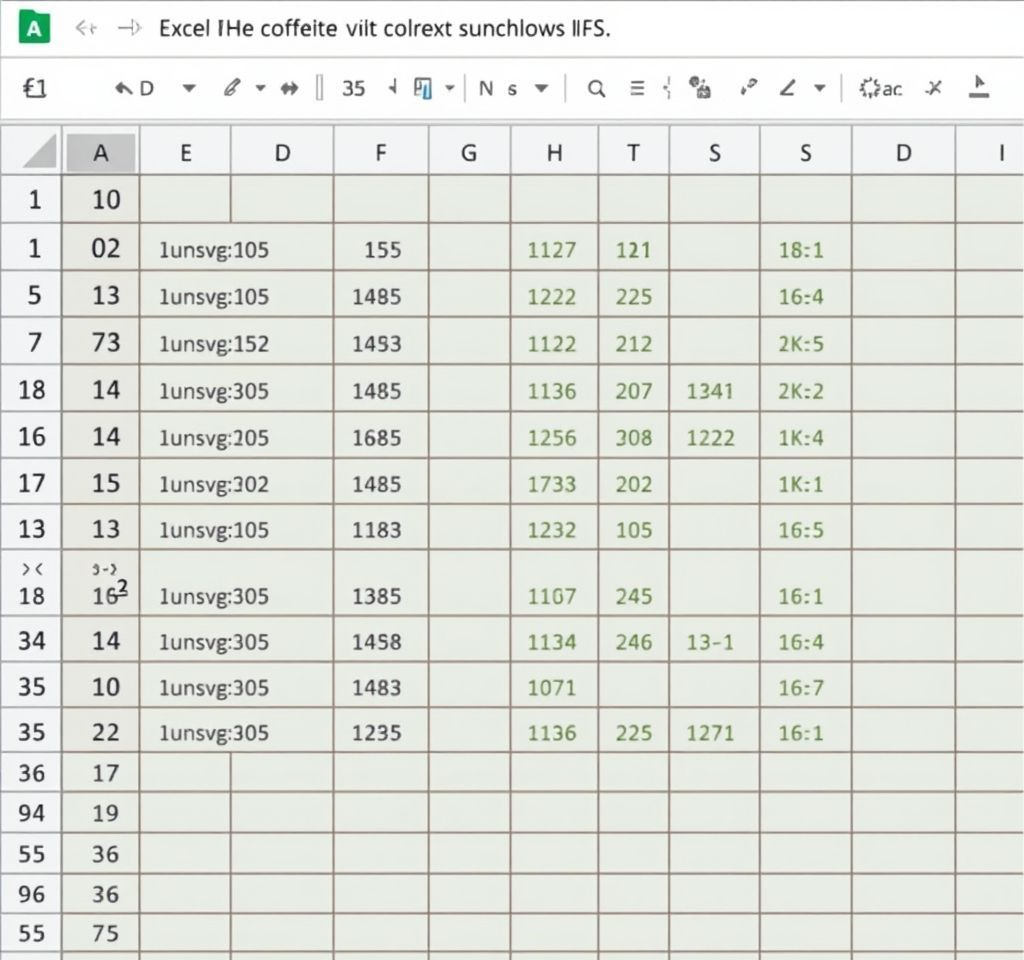 A Excel IHe coffeite vilt colrext sunchlows IIFS.
£1 D 35 N s ac
A E D F G H T S S D I
1 10
1 02 1unsvg:105 155 1127 121 18:1
5 13 1unsvg:105 1485 1222 225 16:4
7 73 1unsvg:152 1453 1122 212 2K:5
18 14 1unsvg:305 1485 1136 207 1341 2K:2
16 14 1unsvg:205 1685 1256 308 1222 1K:4
17 15 1unsvg:302 1485 1733 202 1K:1
13 13 1unsvg:105 1183 1232 105 16:5
18 1unsvg:305 1385 1107 245 16:1
34 14 1unsvg:305 1458 1134 246 13-1 16:4
35 10 1unsvg:305 1483 1071 16:7
35 22 1unsvg:305 1235 1136 225 1271 16:1
36 17
94 19
55 36
96 36
55 75